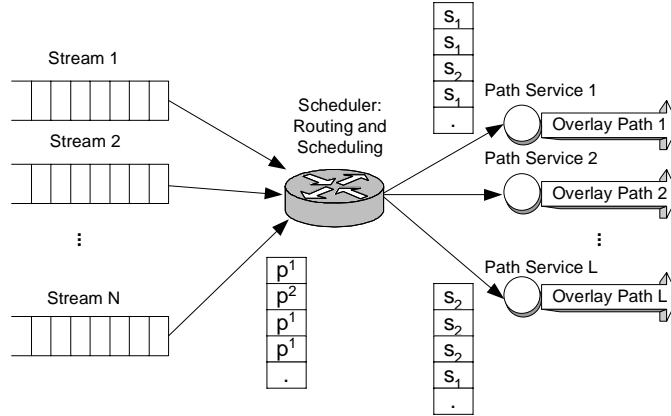 Stream 1
Stream 2
⋮
Stream N
Scheduler:
Routing and
Scheduling
p¹
p²
p¹
p¹
.
s₁
s₁
s₂
s₁
.
Path Service 1
Overlay Path 1
Path Service 2
Overlay Path 2
⋮
Path Service L
Overlay Path L
s₂
s₂
s₂
s₁
.